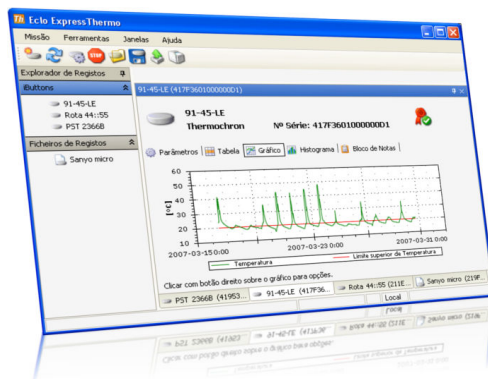 Eclo ExpressThermo
Missão Ferramentas Janelas Ajuda
STOP
Explorador de Registos
iButtons
91-45-LE (417F3601000000D1)
91-45-LE
Rota 44::55
PST 2366B
91-45-LE
Thermochron Nº Série: 417F3601000000D1
Ficheiros de Registos
Sanyo micro
Parâmetros Tabela Gráfico Histograma Bloco de Notas
60
50
40
30
20
10
[ºC]
2007-03-15 0:00 2007-03-23 0:00 2007-03-31 0:00
Temperatura Limite superior de Temperatura
Clicar com botão direito sobre o gráfico para opções.
PST 2366B (41953... 91-45-LE (417F36... Rota 44::55 (211E... Sanyo micro (219F...
Local